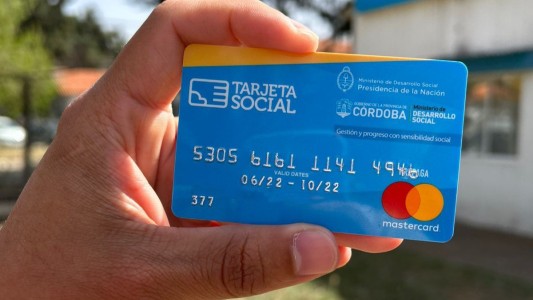 TARJETA
SOCIAL
Ministerio de Desarrollo Social
Presidencia de la Nación
GOBIERNO DE LA PROVINCIA DE
CÓRDOBA
Ministerio de
DESARROLLO
SOCIAL
Gestión y progreso con sensibilidad social
5305 6161 1141
VALID DATES
06/22 - 10/22
377
mastercard